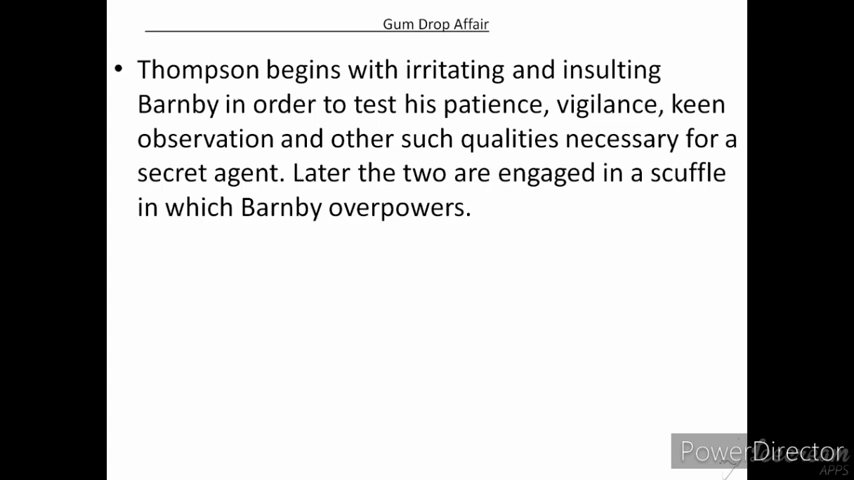 Gum Drop Affair
• Thompson begins with irritating and insulting
Barnby in order to test his patience, vigilance, keen
observation and other such qualities necessary for a
secret agent. Later the two are engaged in a scuffle
in which Barnby overpowers.
PowerDirector
APPS